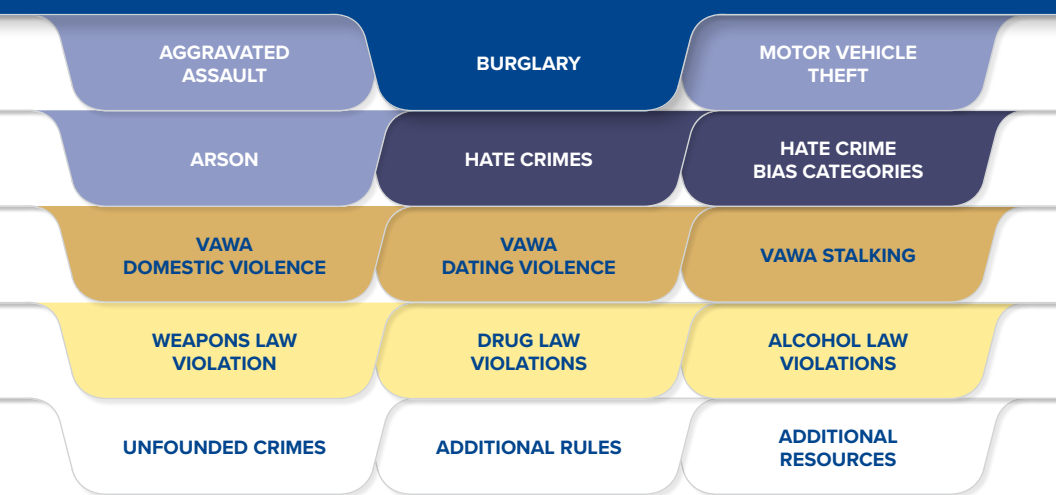 AGGRAVATED
ASSAULT
BURGLARY
MOTOR VEHICLE
THEFT
ARSON
HATE CRIMES
HATE CRIME
BIAS CATEGORIES
VAWA
DOMESTIC VIOLENCE
VAWA
DATING VIOLENCE
VAWA STALKING
WEAPONS LAW
VIOLATION
DRUG LAW
VIOLATIONS
ALCOHOL LAW
VIOLATIONS
UNFOUNDED CRIMES
ADDITIONAL RULES
ADDITIONAL
RESOURCES